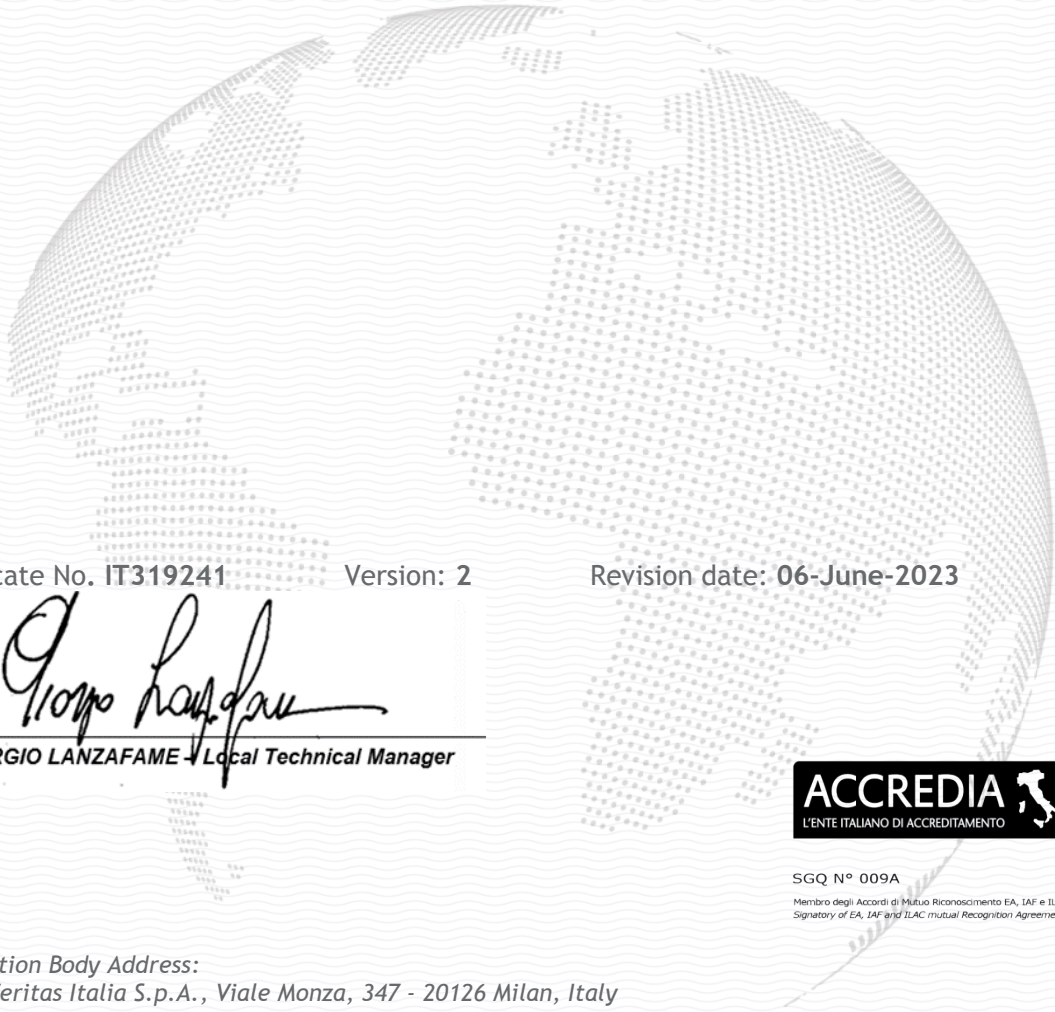 cate No. IT319241 Version: 2 Revision date: 06-June-2023
RGIO LANZAFAME - Local Technical Manager
ACCREDIA
L'ENTE ITALIANO DI ACCREDITAMENTO
SGQ N° 009A
Membro degli Accordi di Mutuo Riconoscimento EA, IAF e IL
Signatory of EA, IAF and ILAC mutual Recognition Agreeme
tion Body Address:
eritas Italia S.p.A., Viale Monza, 347 - 20126 Milan, Italy